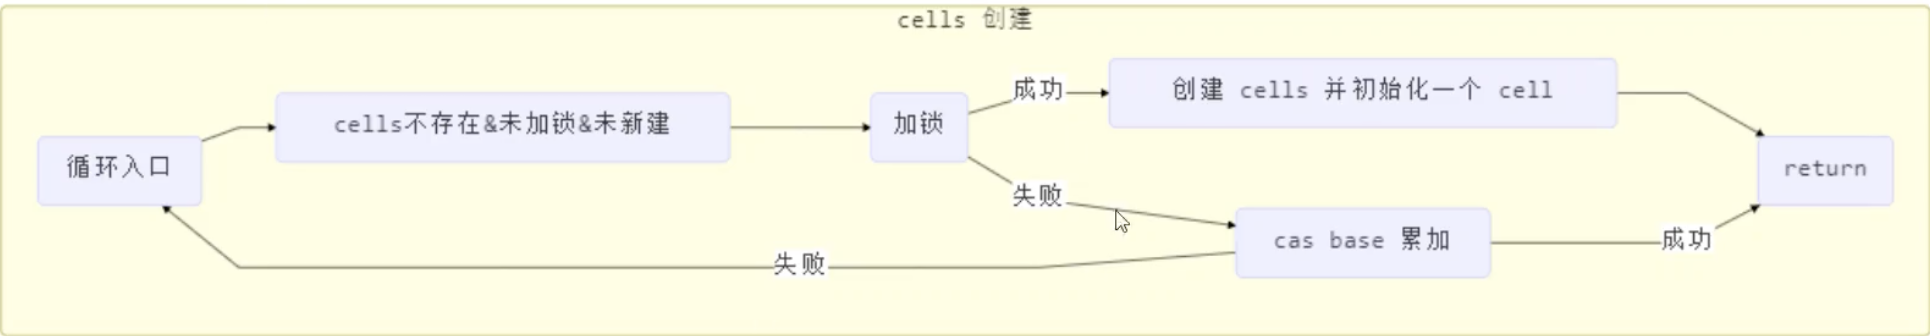 cells 创建
循环入口
cells不存在&未加锁&未新建
加锁
成功
创建 cells 并初始化一个 cell
失败
cas base 累加
成功
失败
return